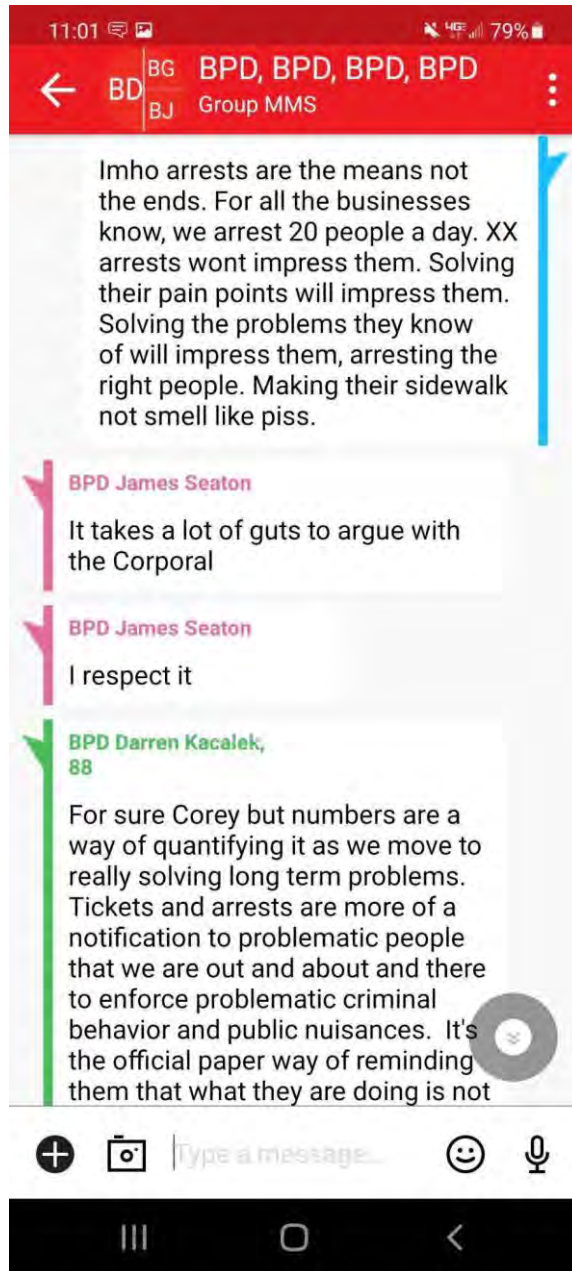 11:01 4GE 79%
BD BG BJ BPD, BPD, BPD, BPD
Group MMS
Imho arrests are the means not
the ends. For all the businesses
know, we arrest 20 people a day. XX
arrests wont impress them. Solving
their pain points will impress them.
Solving the problems they know
of will impress them, arresting the
right people. Making their sidewalk
not smell like piss.
BPD James Seaton
It takes a lot of guts to argue with
the Corporal
BPD James Seaton
I respect it
BPD Darren Kacalek,
88
For sure Corey but numbers are a
way of quantifying it as we move to
really solving long term problems.
Tickets and arrests are more of a
notification to problematic people
that we are out and about and there
to enforce problematic criminal
behavior and public nuisances. It's
the official paper way of reminding
them that what they are doing is not
Type a message...